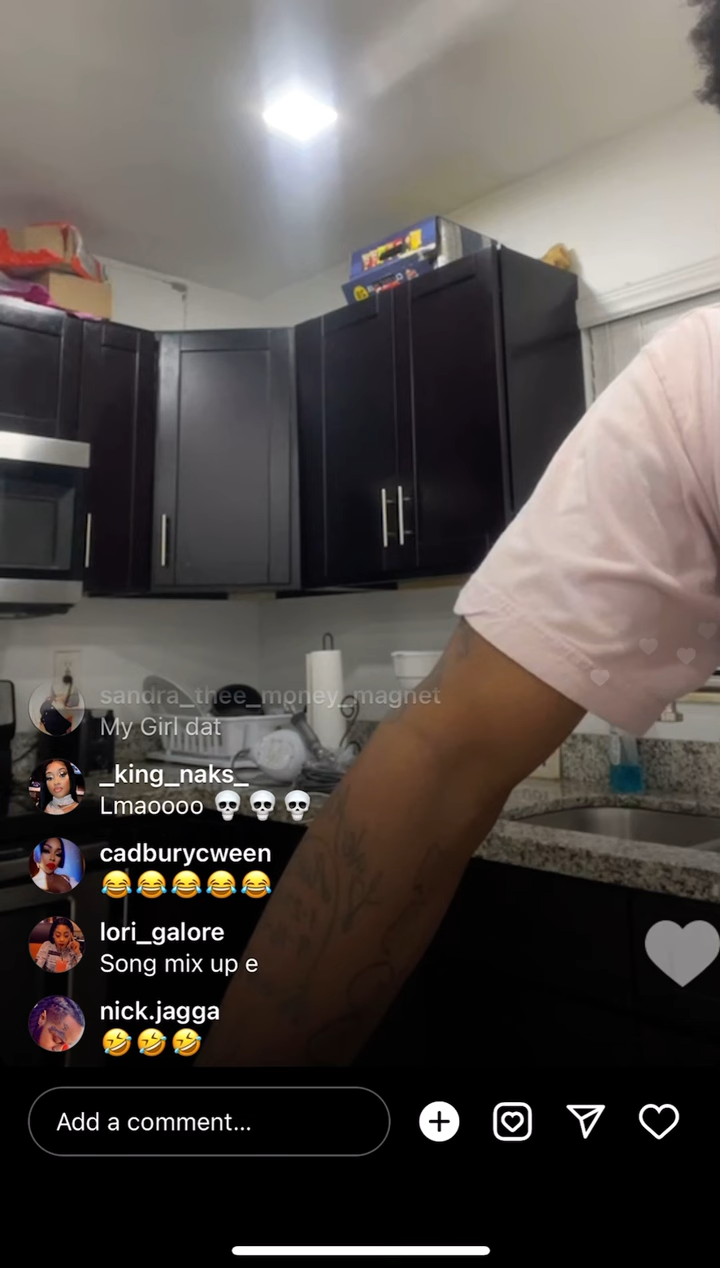 sandra_thee_money_magnet
My Girl dat
_king_naks_
Lmaoooo 💀💀💀
cadburycween
😂😂😂😂😂
lori_galore
Song mix up e
nick.jagga
🤣🤣🤣
Add a comment...